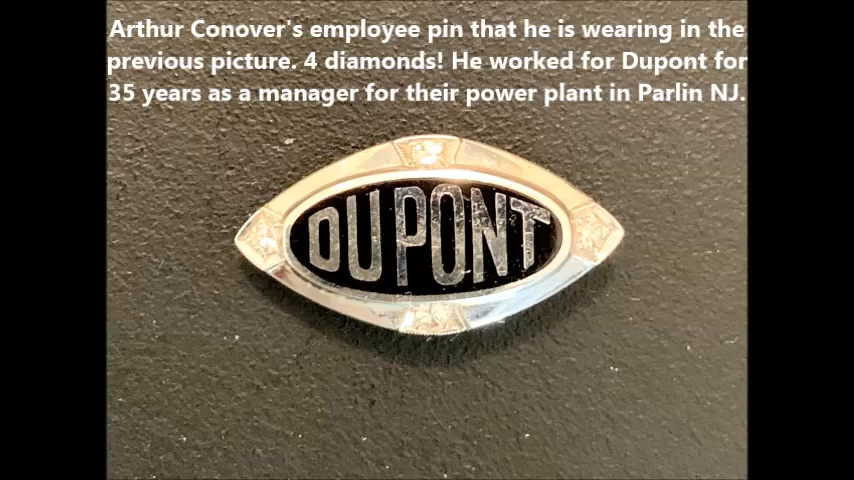 Arthur Conover's employee pin that he is wearing in the
previous picture. 4 diamonds! He worked for Dupont for
35 years as a manager for their power plant in Parlin NJ.
DUPONT